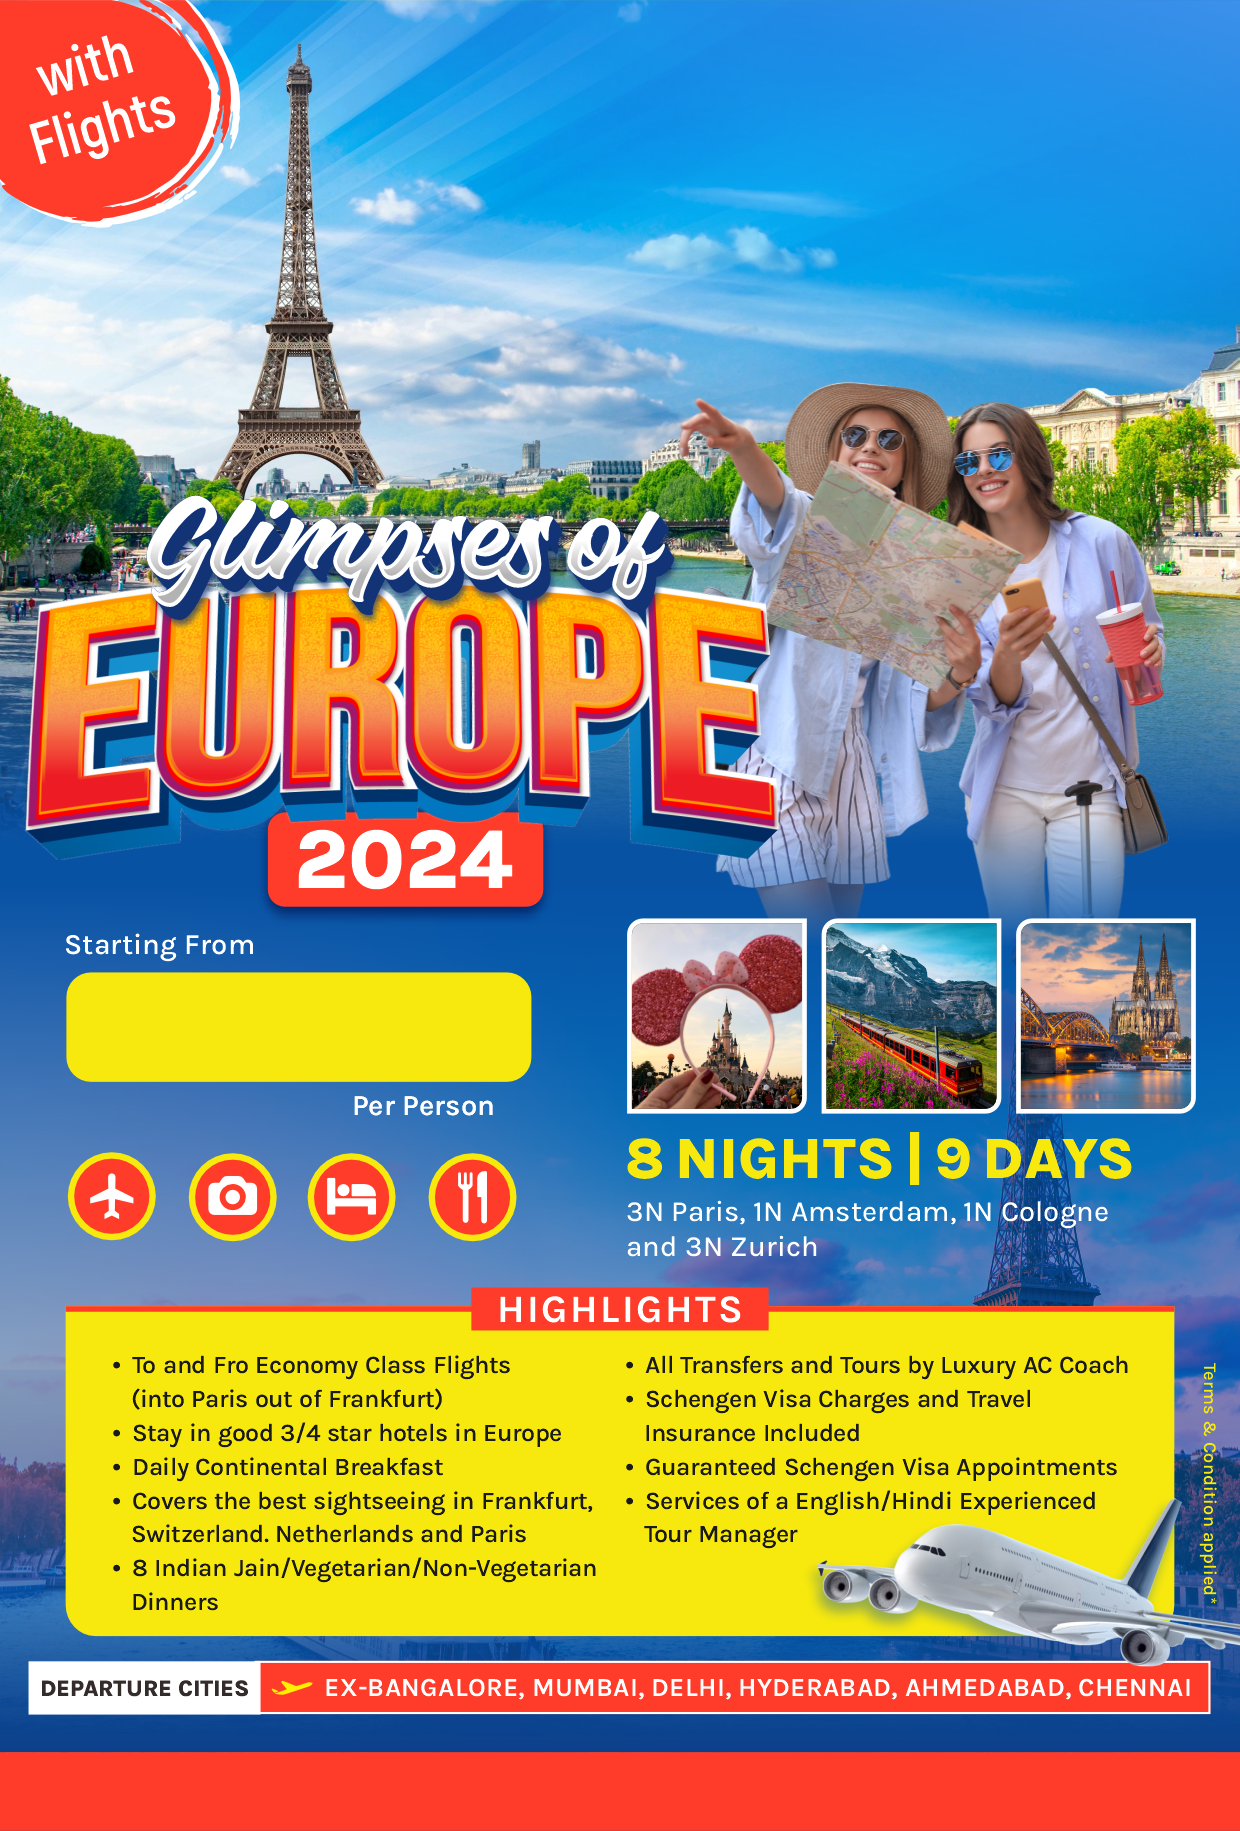 with
Flights
Glimpses of
EUROPE
2024
Starting From
Per Person
8 NIGHTS | 9 DAYS
3N Paris, 1N Amsterdam, 1N Cologne
and 3N Zurich
HIGHLIGHTS
• To and Fro Economy Class Flights
(into Paris out of Frankfurt)
• Stay in good 3/4 star hotels in Europe
• Daily Continental Breakfast
• Covers the best sightseeing in Frankfurt,
Switzerland. Netherlands and Paris
• 8 Indian Jain/Vegetarian/Non-Vegetarian
Dinners
• All Transfers and Tours by Luxury AC Coach
• Schengen Visa Charges and Travel
Insurance Included
• Guaranteed Schengen Visa Appointments
• Services of a English/Hindi Experienced
Tour Manager
Terms & Condition applied*
DEPARTURE CITIES
EX-BANGALORE, MUMBAI, DELHI, HYDERABAD, AHMEDABAD, CHENNAI